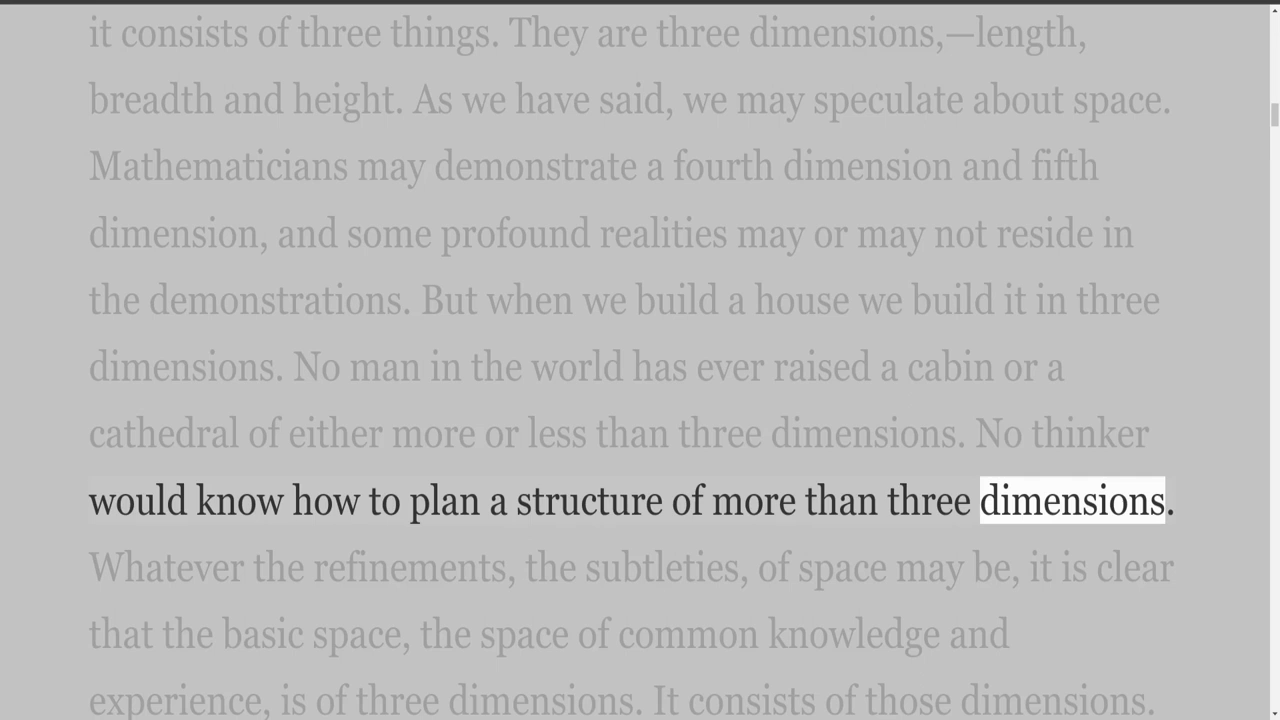 it consists of three things. They are three dimensions,—length,
breadth and height. As we have said, we may speculate about space.
Mathematicians may demonstrate a fourth dimension and fifth
dimension, and some profound realities may or may not reside in
the demonstrations. But when we build a house we build it in three
dimensions. No man in the world has ever raised a cabin or a
cathedral of either more or less than three dimensions. No thinker
would know how to plan a structure of more than three dimensions.
Whatever the refinements, the subtleties, of space may be, it is clear
that the basic space, the space of common knowledge and
experience, is of three dimensions. It consists of those dimensions.